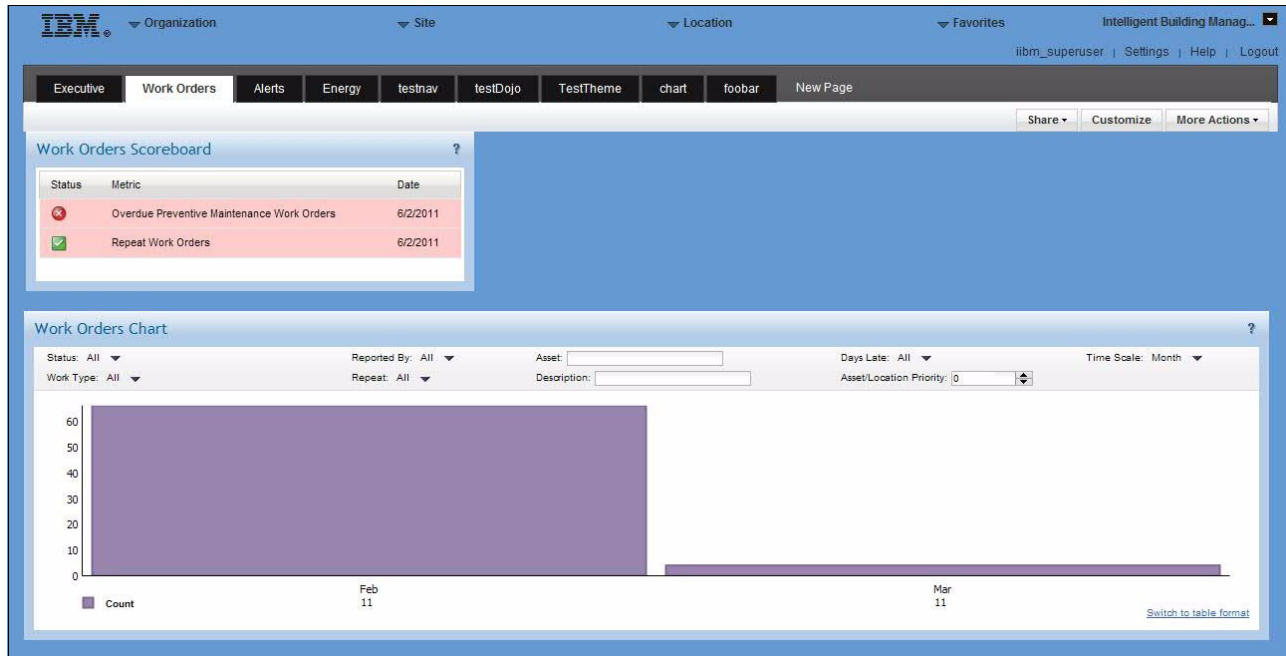 IBM® Organization Site Location Favorites Intelligent Building Manag...
iibm_superuser | Settings | Help | Logout
Executive Work Orders Alerts Energy testnav testDojo TestTheme chart foobar New Page
Share Customize More Actions
Work Orders Scoreboard ?
Status Metric Date
Overdue Preventive Maintenance Work Orders 6/2/2011
Repeat Work Orders 6/2/2011
Work Orders Chart ?
Status: All Reported By: All Asset: Days Late: All Time Scale: Month
Work Type: All Repeat: All Description: Asset/Location Priority: 0
60
50
40
30
20
10
0
Feb Mar
11 11
Count
Switch to table format